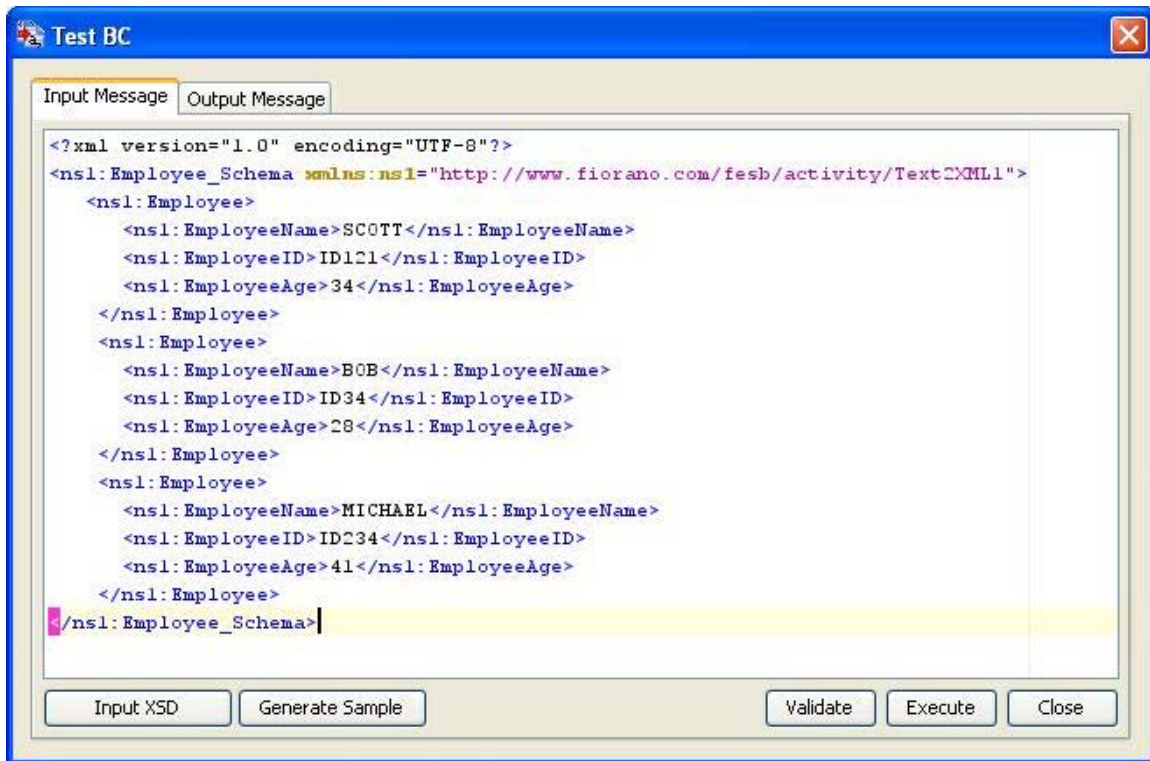 Test BC
Input Message Output Message
<?xml version="1.0" encoding="UTF-8"?>
<ns1:Employee_Schema xmlns:ns1="http://www.fiorano.com/fesb/activity/Text2XML1">
<ns1:Employee>
<ns1:EmployeeName>SCOTT</ns1:EmployeeName>
<ns1:EmployeeID>ID121</ns1:EmployeeID>
<ns1:EmployeeAge>34</ns1:EmployeeAge>
</ns1:Employee>
<ns1:Employee>
<ns1:EmployeeName>BOB</ns1:EmployeeName>
<ns1:EmployeeID>ID34</ns1:EmployeeID>
<ns1:EmployeeAge>28</ns1:EmployeeAge>
</ns1:Employee>
<ns1:Employee>
<ns1:EmployeeName>MICHAEL</ns1:EmployeeName>
<ns1:EmployeeID>ID234</ns1:EmployeeID>
<ns1:EmployeeAge>41</ns1:EmployeeAge>
</ns1:Employee>
</ns1:Employee_Schema>
Input XSD Generate Sample Validate Execute Close